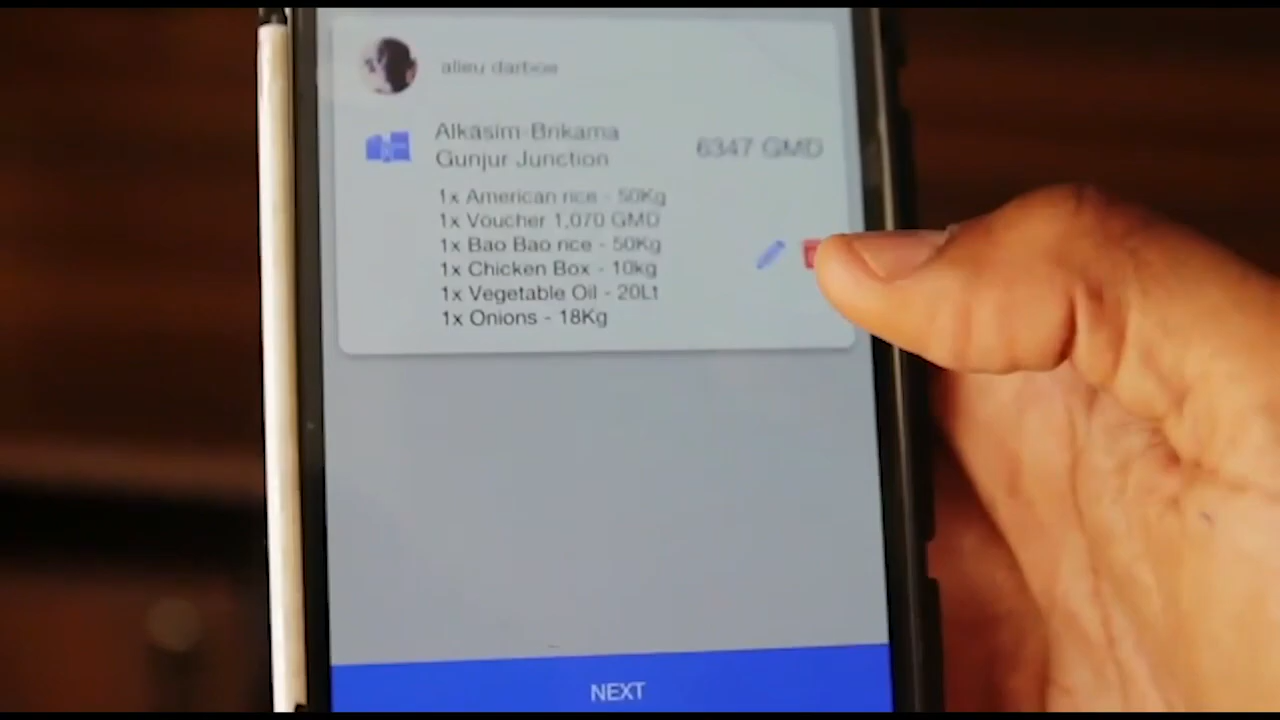 alieu darboe
Alkasim-Brikama
Gunjur Junction
6347 GMD
1x American rice - 50Kg
1x Voucher 1,070 GMD
1x Bao Bao rice - 50Kg
1x Chicken Box - 10kg
1x Vegetable Oil - 20Lt
1x Onions - 18Kg
NEXT